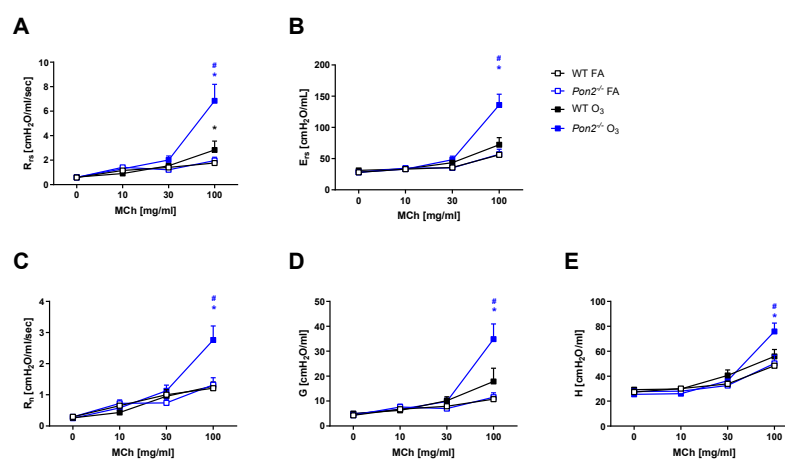 A
R_rs [cmH₂O/ml/sec]
10
8
6
4
2
0
#
*
*
0 10 30 100
MCh [mg/ml]
B
E_rs [cmH₂O/mL]
200
150
100
50
0
#
*
0 10 30 100
MCh [mg/ml]
WT FA
Pon2⁻/⁻ FA
WT O₃
Pon2⁻/⁻ O₃
C
R_n [cmH₂O/ml/sec]
4
3
2
1
0
#
*
0 10 30 100
MCh [mg/ml]
D
G [cmH₂O/ml]
50
40
30
20
10
0
#
*
0 10 30 100
MCh [mg/ml]
E
H [cmH₂O/ml]
100
80
60
40
20
0
#
*
0 10 30 100
MCh [mg/ml]